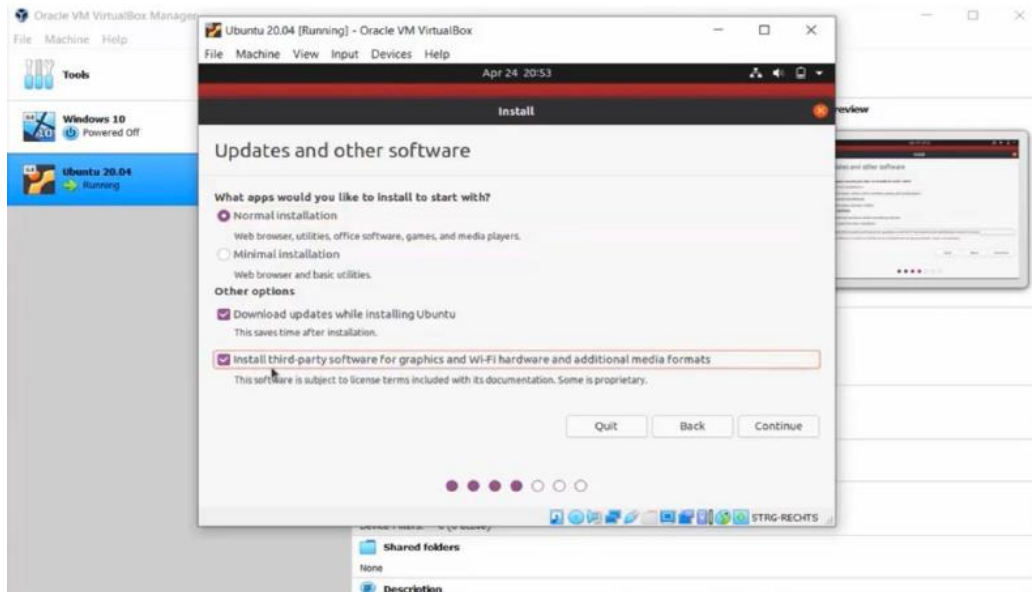 Oracle VM VirtualBox Manager
File Machine Help
Tools
Windows 10
Powered Off
Ubuntu 20.04
Running
Ubuntu 20.04 [Running] - Oracle VM VirtualBox
File Machine View Input Devices Help
Apr 24 20:53
Install
Updates and other software
What apps would you like to install to start with?
Normal installation
Web browser, utilities, office software, games, and media players.
Minimal installation
Web browser and basic utilities.
Other options
Download updates while installing Ubuntu
This saves time after installation.
Install third-party software for graphics and Wi-Fi hardware and additional media formats
This software is subject to license terms included with its documentation. Some is proprietary.
Quit Back Continue
STRG-RECHTS
review
Shared folders
None
Description